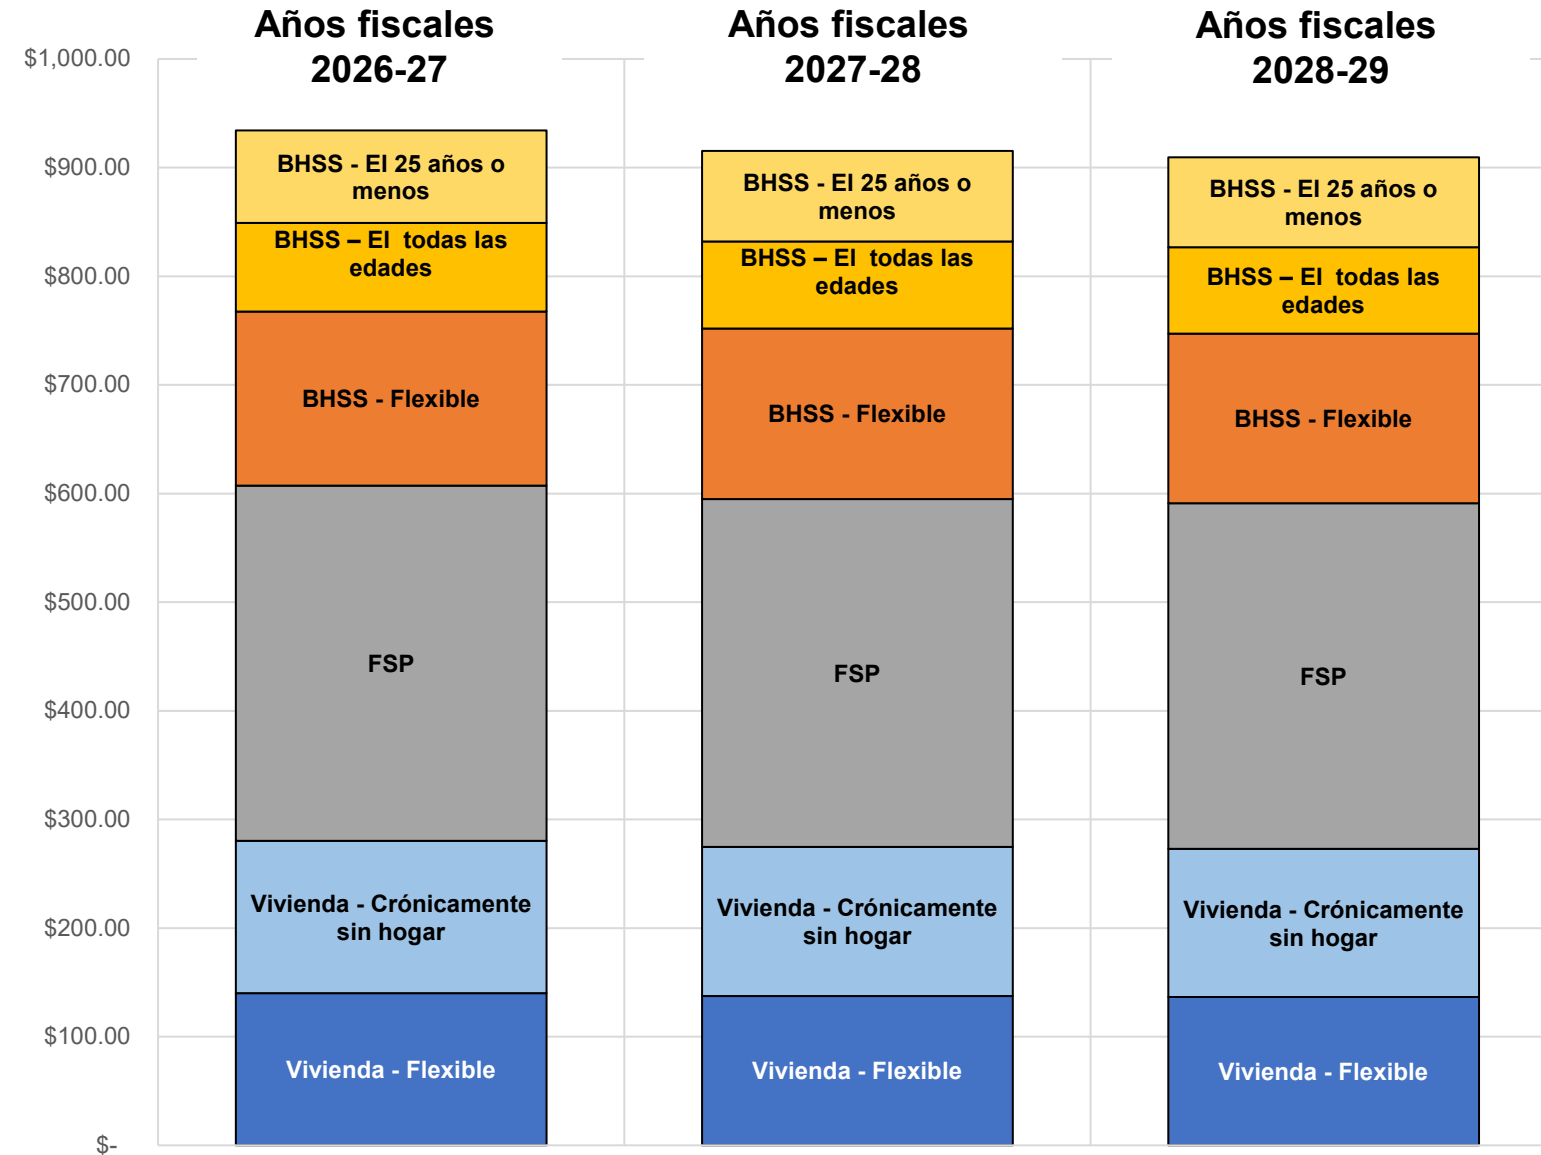 Años fiscales
2026-27
Años fiscales
2027-28
Años fiscales
2028-29
$1,000.00
$900.00
$800.00
$700.00
$600.00
$500.00
$400.00
$300.00
$200.00
$100.00
$-
BHSS - EI 25 años o
menos
BHSS – EI todas las
edades
BHSS - Flexible
FSP
Vivienda - Crónicamente
sin hogar
Vivienda - Flexible
BHSS - EI 25 años o
menos
BHSS – EI todas las
edades
BHSS - Flexible
FSP
Vivienda - Crónicamente
sin hogar
Vivienda - Flexible
BHSS - EI 25 años o
menos
BHSS – EI todas las
edades
BHSS - Flexible
FSP
Vivienda - Crónicamente
sin hogar
Vivienda - Flexible